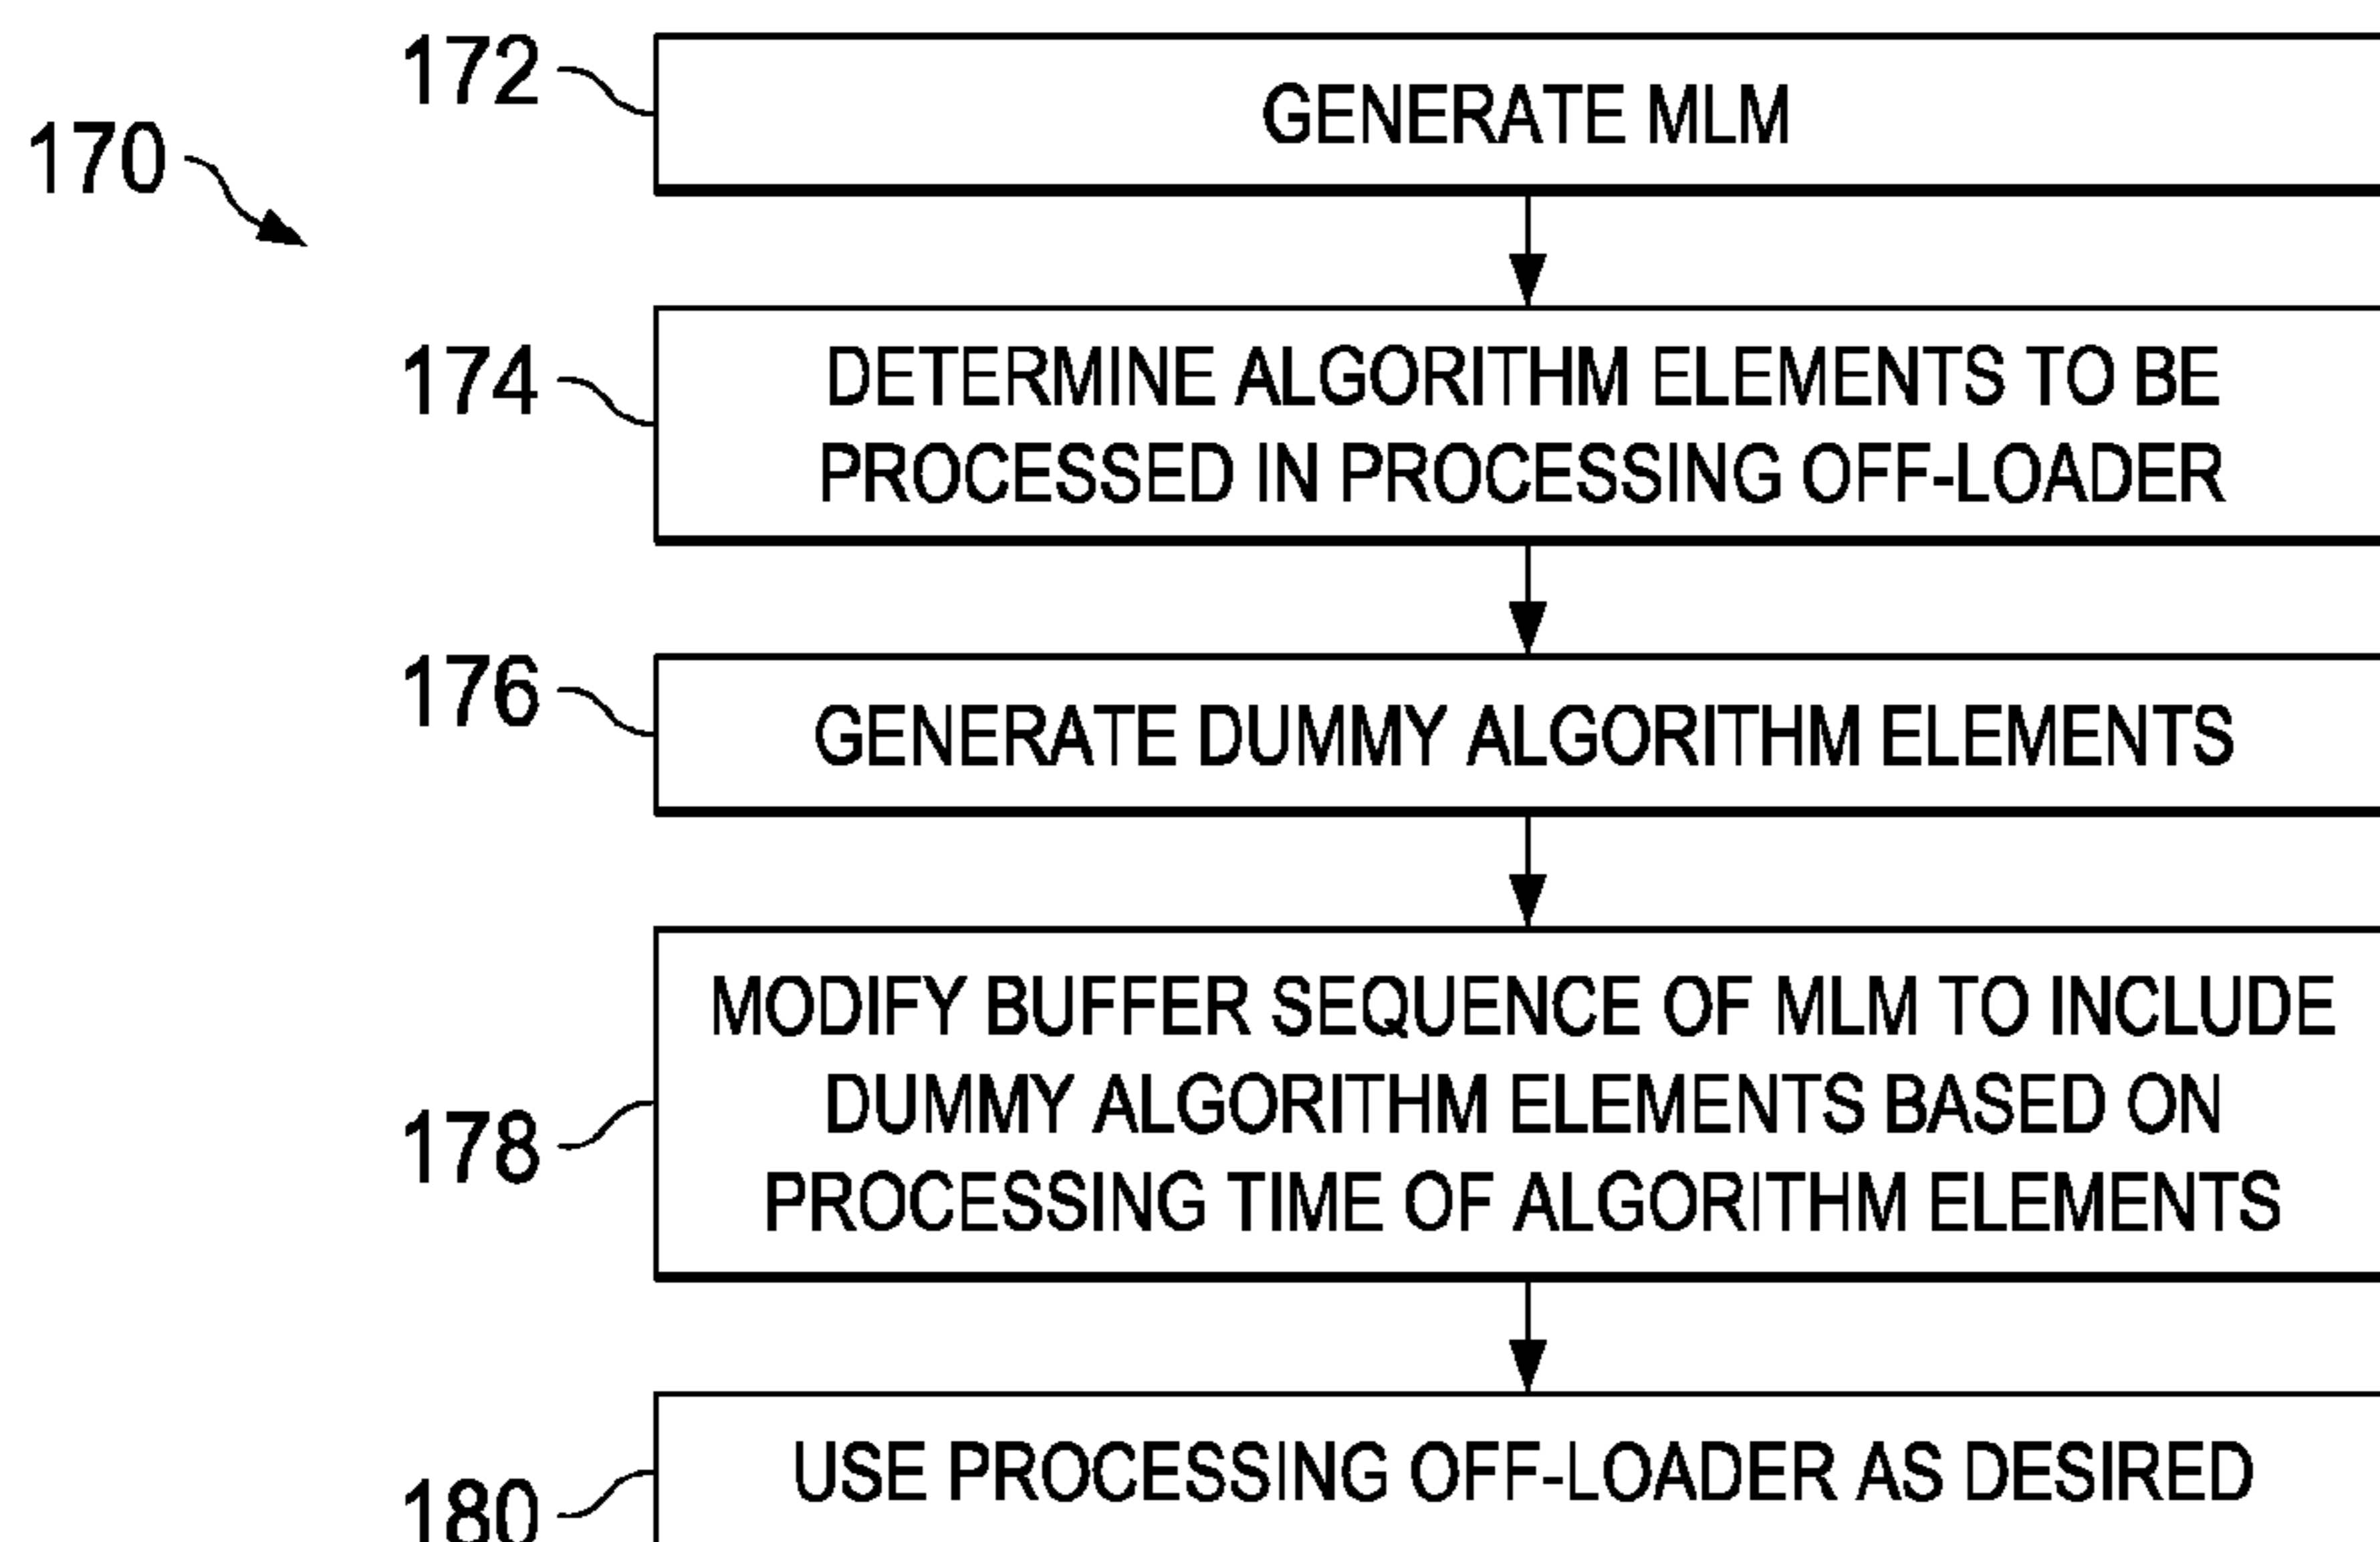 172
GENERATE MLM
170
174
DETERMINE ALGORITHM ELEMENTS TO BE
PROCESSED IN PROCESSING OFF-LOADER
176
GENERATE DUMMY ALGORITHM ELEMENTS
178
MODIFY BUFFER SEQUENCE OF MLM TO INCLUDE
DUMMY ALGORITHM ELEMENTS BASED ON
PROCESSING TIME OF ALGORITHM ELEMENTS
180
USE PROCESSING OFF-LOADER AS DESIRED